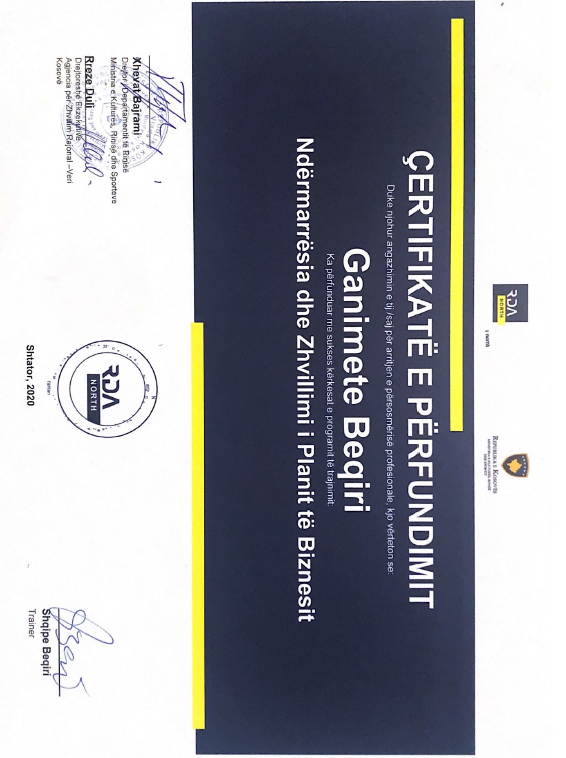 RDA
NORTH
REPUBLIKA E KOSOVËS
ÇERTIFIKATË E PËRFUNDIMIT
Duke njohur angazhimin e tij /saj për arritjen e përsosmërisë profesionale, kjo vërteton se:
Ganimete Beqiri
Ka përfunduar me sukses kërkesat e programit të trajnimit:
Ndërmarrësia dhe Zhvillimi i Planit të Biznesit
Xhevat Bajrami
Drejtor i Departamentit të Rinisë
Ministria e Kulturës, Rinisë dhe Sporteve
Rreze Duli
Drejtoreshë Ekzekutive
Agencia për Zhvillim Rajonal –Veri
Kosovë
RDA
NORTH
Shtator, 2020
Shqipe Beqiri
Trainer